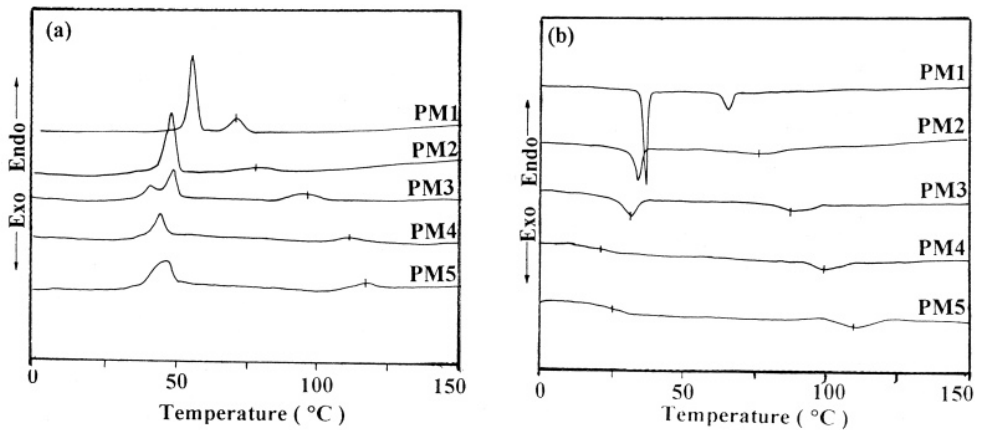 (a)
PM1
PM2
PM3
PM4
PM5
← Exo Endo →
0 50 100 150
Temperature ( °C)
(b)
PM1
PM2
PM3
PM4
PM5
← Exo Endo →
0 50 100 150
Temperature ( °C)